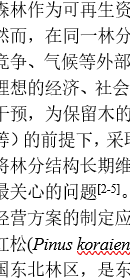 森林作为可再生资
然而，在同一林分
竞争、气候等外部
理想的经济、社会
干预，为保留木的
等）的前提下，采取
将林分结构长期维
最关心的问题[2-5]。
经营方案的制定应
红松(Pinus koraien
国东北林区，是东